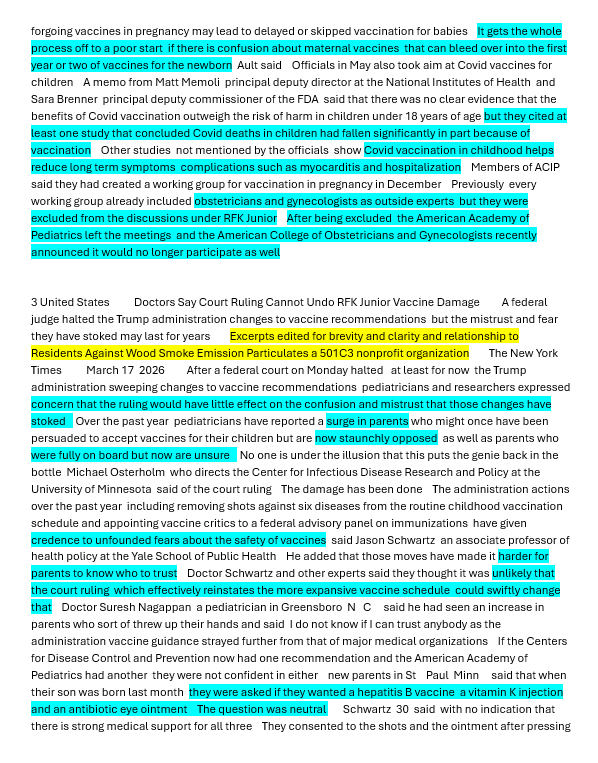 forgoing vaccines in pregnancy may lead to delayed or skipped vaccination for babies It gets the whole
process off to a poor start if there is confusion about maternal vaccines that can bleed over into the first
year or two of vaccines for the newborn Ault said Officials in May also took aim at Covid vaccines for
children A memo from Matt Memoli principal deputy director at the National Institutes of Health and
Sara Brenner principal deputy commissioner of the FDA said that there was no clear evidence that the
benefits of Covid vaccination outweigh the risk of harm in children under 18 years of age but they cited at
least one study that concluded Covid deaths in children had fallen significantly in part because of
vaccination Other studies not mentioned by the officials show Covid vaccination in childhood helps
reduce long term symptoms complications such as myocarditis and hospitalization Members of ACIP
said they had created a working group for vaccination in pregnancy in December Previously every
working group already included obstetricians and gynecologists as outside experts but they were
excluded from the discussions under RFK Junior After being excluded the American Academy of
Pediatrics left the meetings and the American College of Obstetricians and Gynecologists recently
announced it would no longer participate as well
3 United States Doctors Say Court Ruling Cannot Undo RFK Junior Vaccine Damage A federal
judge halted the Trump administration changes to vaccine recommendations but the mistrust and fear
they have stoked may last for years Excerpts edited for brevity and clarity and relationship to
Residents Against Wood Smoke Emission Particulates a 501C3 nonprofit organization The New York
Times March 17 2026 After a federal court on Monday halted at least for now the Trump
administration sweeping changes to vaccine recommendations pediatricians and researchers expressed
concern that the ruling would have little effect on the confusion and mistrust that those changes have
stoked Over the past year pediatricians have reported a surge in parents who might once have been
persuaded to accept vaccines for their children but are now staunchly opposed as well as parents who
were fully on board but now are unsure No one is under the illusion that this puts the genie back in the
bottle Michael Osterholm who directs the Center for Infectious Disease Research and Policy at the
University of Minnesota said of the court ruling The damage has been done The administration actions
over the past year including removing shots against six diseases from the routine childhood vaccination
schedule and appointing vaccine critics to a federal advisory panel on immunizations have given
credence to unfounded fears about the safety of vaccines said Jason Schwartz an associate professor of
health policy at the Yale School of Public Health He added that those moves have made it harder for
parents to know who to trust Doctor Schwartz and other experts said they thought it was unlikely that
the court ruling which effectively reinstates the more expansive vaccine schedule could swiftly change
that Doctor Suresh Nagappan a pediatrician in Greensboro N C said he had seen an increase in
parents who sort of threw up their hands and said I do not know if I can trust anybody as the
administration vaccine guidance strayed further from that of major medical organizations If the Centers
for Disease Control and Prevention now had one recommendation and the American Academy of
Pediatrics had another they were not confident in either new parents in St Paul Minn said that when
their son was born last month they were asked if they wanted a hepatitis B vaccine a vitamin K injection
and an antibiotic eye ointment The question was neutral Schwartz 30 said with no indication that
there is strong medical support for all three They consented to the shots and the ointment after pressing